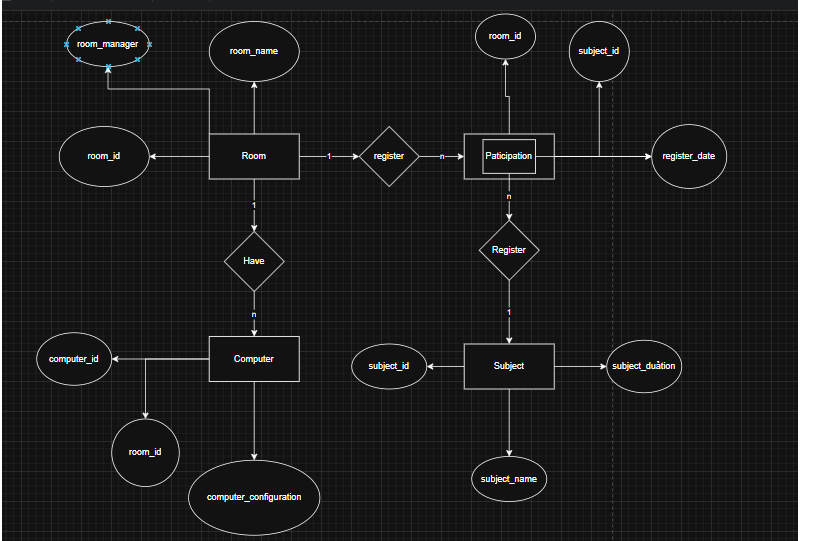 room_manager
room_name
room_id
subject_id
room_id
Room
1
register
n
Paticipation
register_date
1
n
Have
Register
n
1
computer_id
Computer
subject_id
Subject
subject_duation
room_id
computer_configuration
subject_name